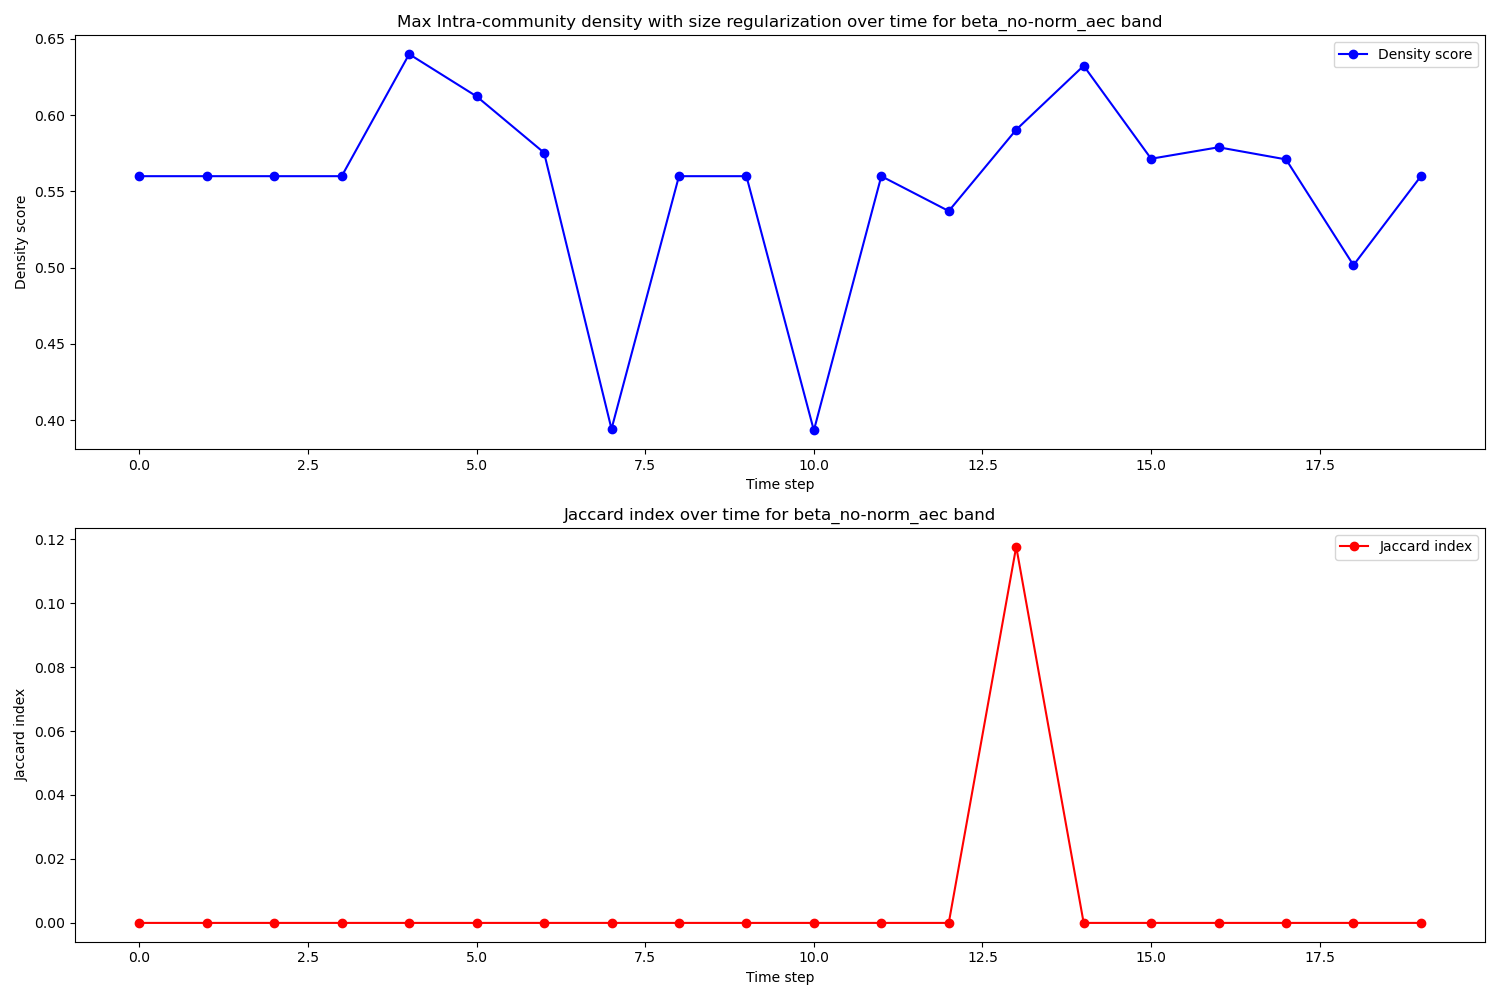 Max Intra-community density with size regularization over time for beta_no-norm_aec band
Density score
0.65
0.60
0.55
0.50
0.45
0.40
Density score
0.0 2.5 5.0 7.5 10.0 12.5 15.0 17.5
Time step
Jaccard index over time for beta_no-norm_aec band
Jaccard index
0.12
0.10
0.08
0.06
0.04
0.02
0.00
Jaccard index
0.0 2.5 5.0 7.5 10.0 12.5 15.0 17.5
Time step